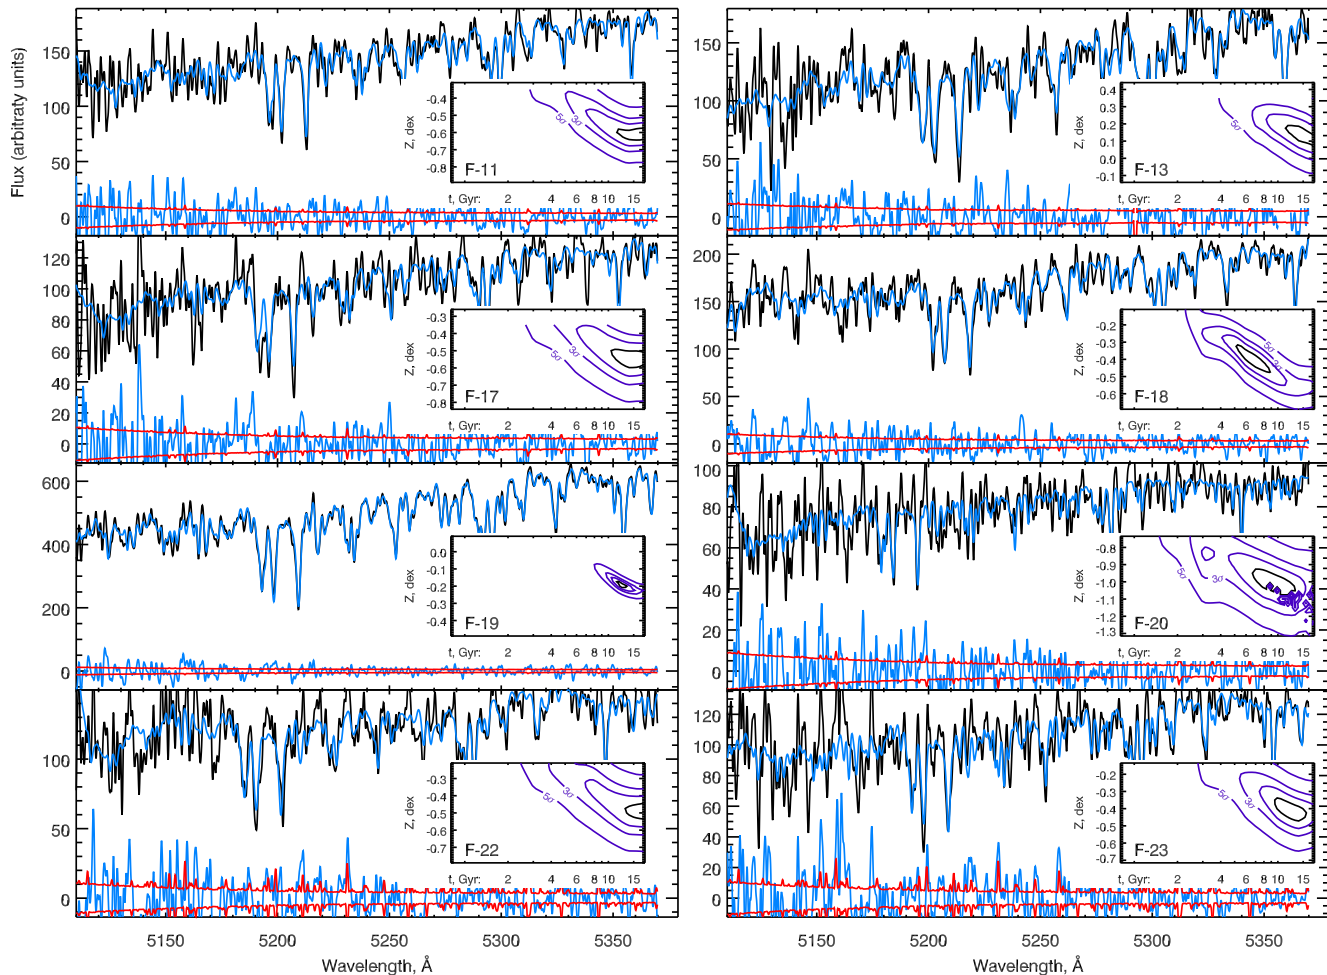 Flux (arbitraty units)
150
100
50
0
Z, dex
-0.4
-0.5
-0.6
-0.7
-0.8
5σ
3σ
F-11
t, Gyr: 2 4 6 8 10 15
150
100
50
0
Z, dex
0.4
0.3
0.2
0.1
0.0
-0.1
5σ
3σ
F-13
t, Gyr: 2 4 6 8 10 15
120
100
80
60
40
20
0
Z, dex
-0.3
-0.4
-0.5
-0.6
-0.7
-0.8
5σ
3σ
F-17
t, Gyr: 2 4 6 8 10 15
200
150
100
50
0
Z, dex
-0.2
-0.3
-0.4
-0.5
-0.6
5σ
3σ
F-18
t, Gyr: 2 4 6 8 10 15
600
400
200
0
Z, dex
0.0
-0.1
-0.2
-0.3
-0.4
F-19
t, Gyr: 2 4 6 8 10 15
100
80
60
40
20
0
Z, dex
-0.8
-0.9
-1.0
-1.1
-1.2
-1.3
5σ
3σ
F-20
t, Gyr: 2 4 6 8 10 15
100
50
0
Z, dex
-0.3
-0.4
-0.5
-0.6
-0.7
5σ
3σ
F-22
t, Gyr: 2 4 6 8 10 15
120
100
80
60
40
20
0
Z, dex
-0.2
-0.3
-0.4
-0.5
-0.6
-0.7
5σ
3σ
F-23
t, Gyr: 2 4 6 8 10 15
5150 5200 5250 5300 5350
Wavelength, Å
5150 5200 5250 5300 5350
Wavelength, Å